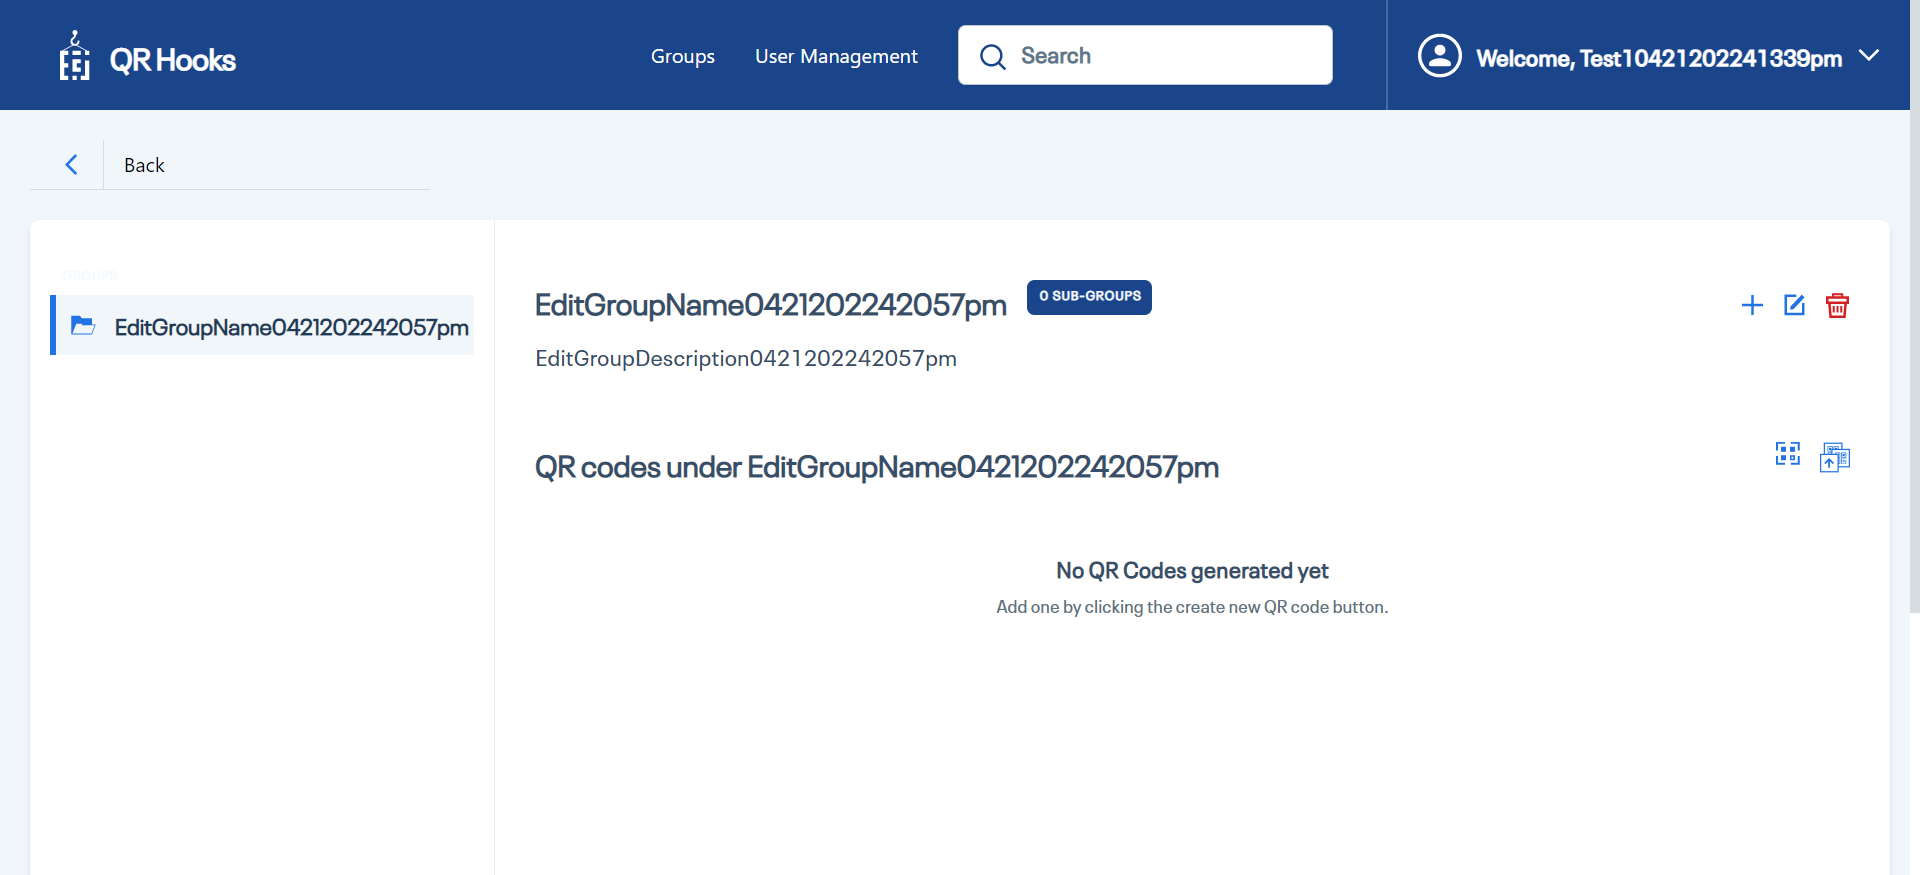 QR Hooks
Groups
User Management
Search
Welcome, Test10421202241339pm
Back
GROUPS
EditGroupName0421202242057pm
EditGroupName0421202242057pm
0 SUB-GROUPS
EditGroupDescription0421202242057pm
QR codes under EditGroupName0421202242057pm
No QR Codes generated yet
Add one by clicking the create new QR code button.